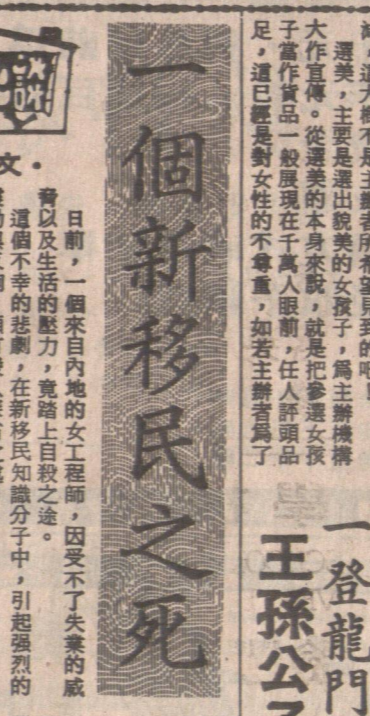 選美，主要是選出貌美的女孩子，為主辦機構
大作宣傳。從選美的本身來說，就是把參選女孩
子當作貨品一般展現在千萬人眼前，任人評頭品
足，這已經是對女性的不尊重，如若主辦者為了
一登龍門
王孫公子
一個新移民之死
文・
日前，一個來自內地的女工程師，因受不了失業的威
脅以及生活的壓力，竟踏上自殺之途。
這個不幸的悲劇，在新移民知識分子中，引起强烈的